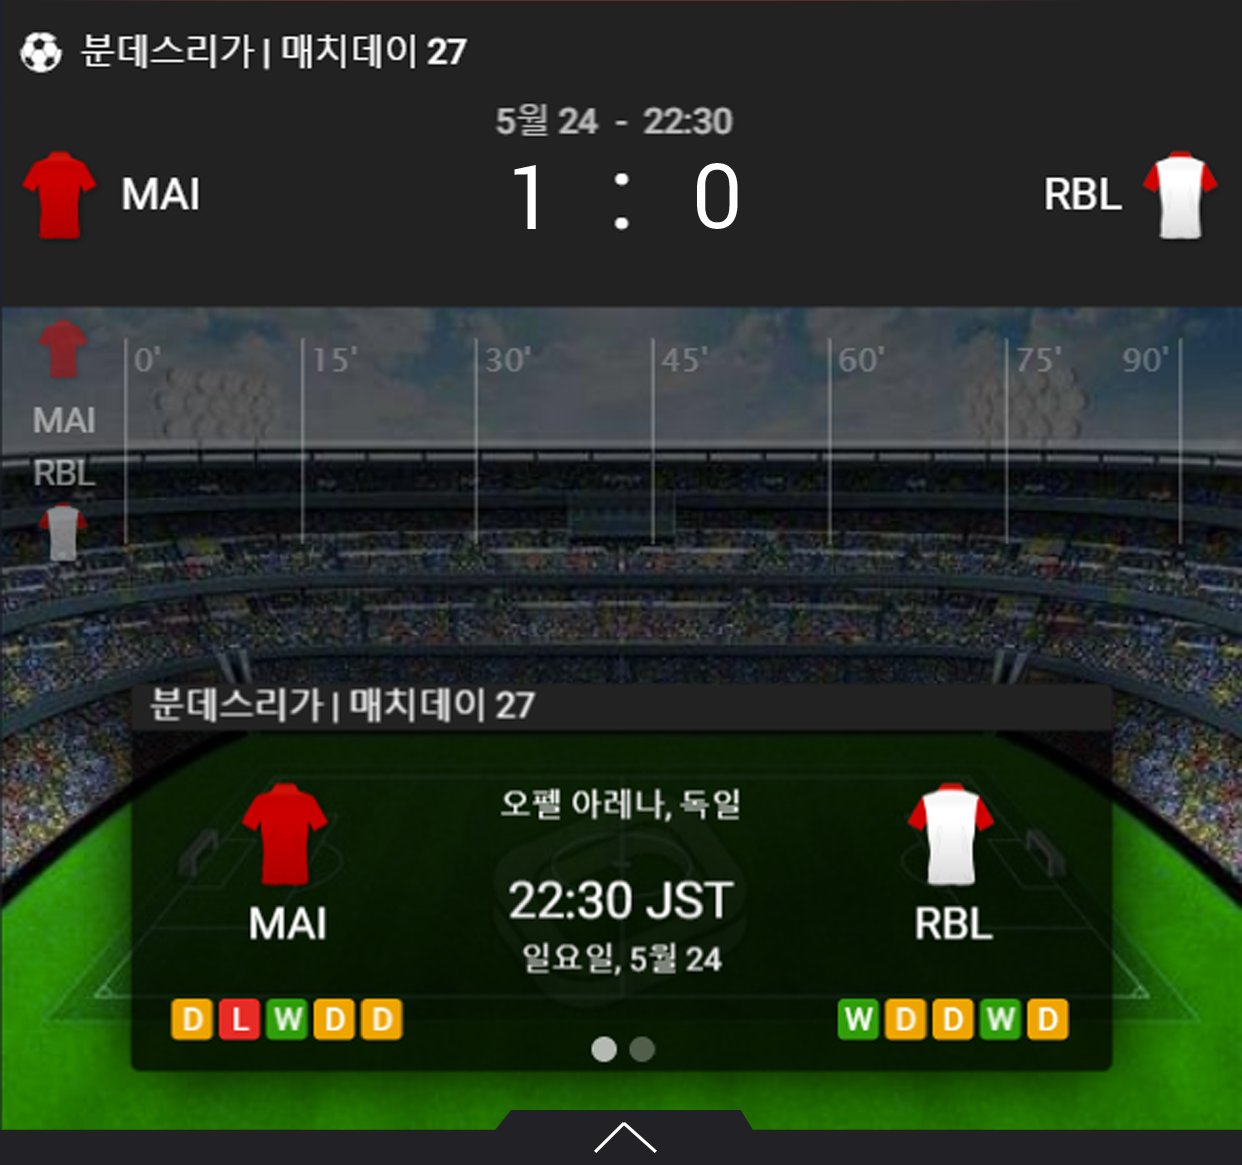 분데스리가 | 매치데이 27
5월 24 - 22:30
MAI 1 : 0 RBL
0' 15' 30' 45' 60' 75' 90'
MAI
RBL
분데스리가 | 매치데이 27
오펠 아레나, 독일
22:30 JST
MAI RBL
일요일, 5월 24
D L W D D W D D W D